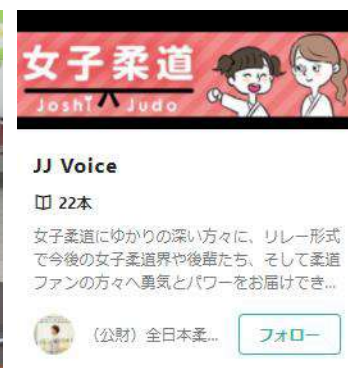 女子柔道
Joshi Judo
JJ Voice
22本
女子柔道にゆかりの深い方々に、リレー形式
で今後の女子柔道界や後輩たち、そして柔道
ファンの方々へ勇気とパワーをお届けでき...
（公財）全日本柔...
フォロー